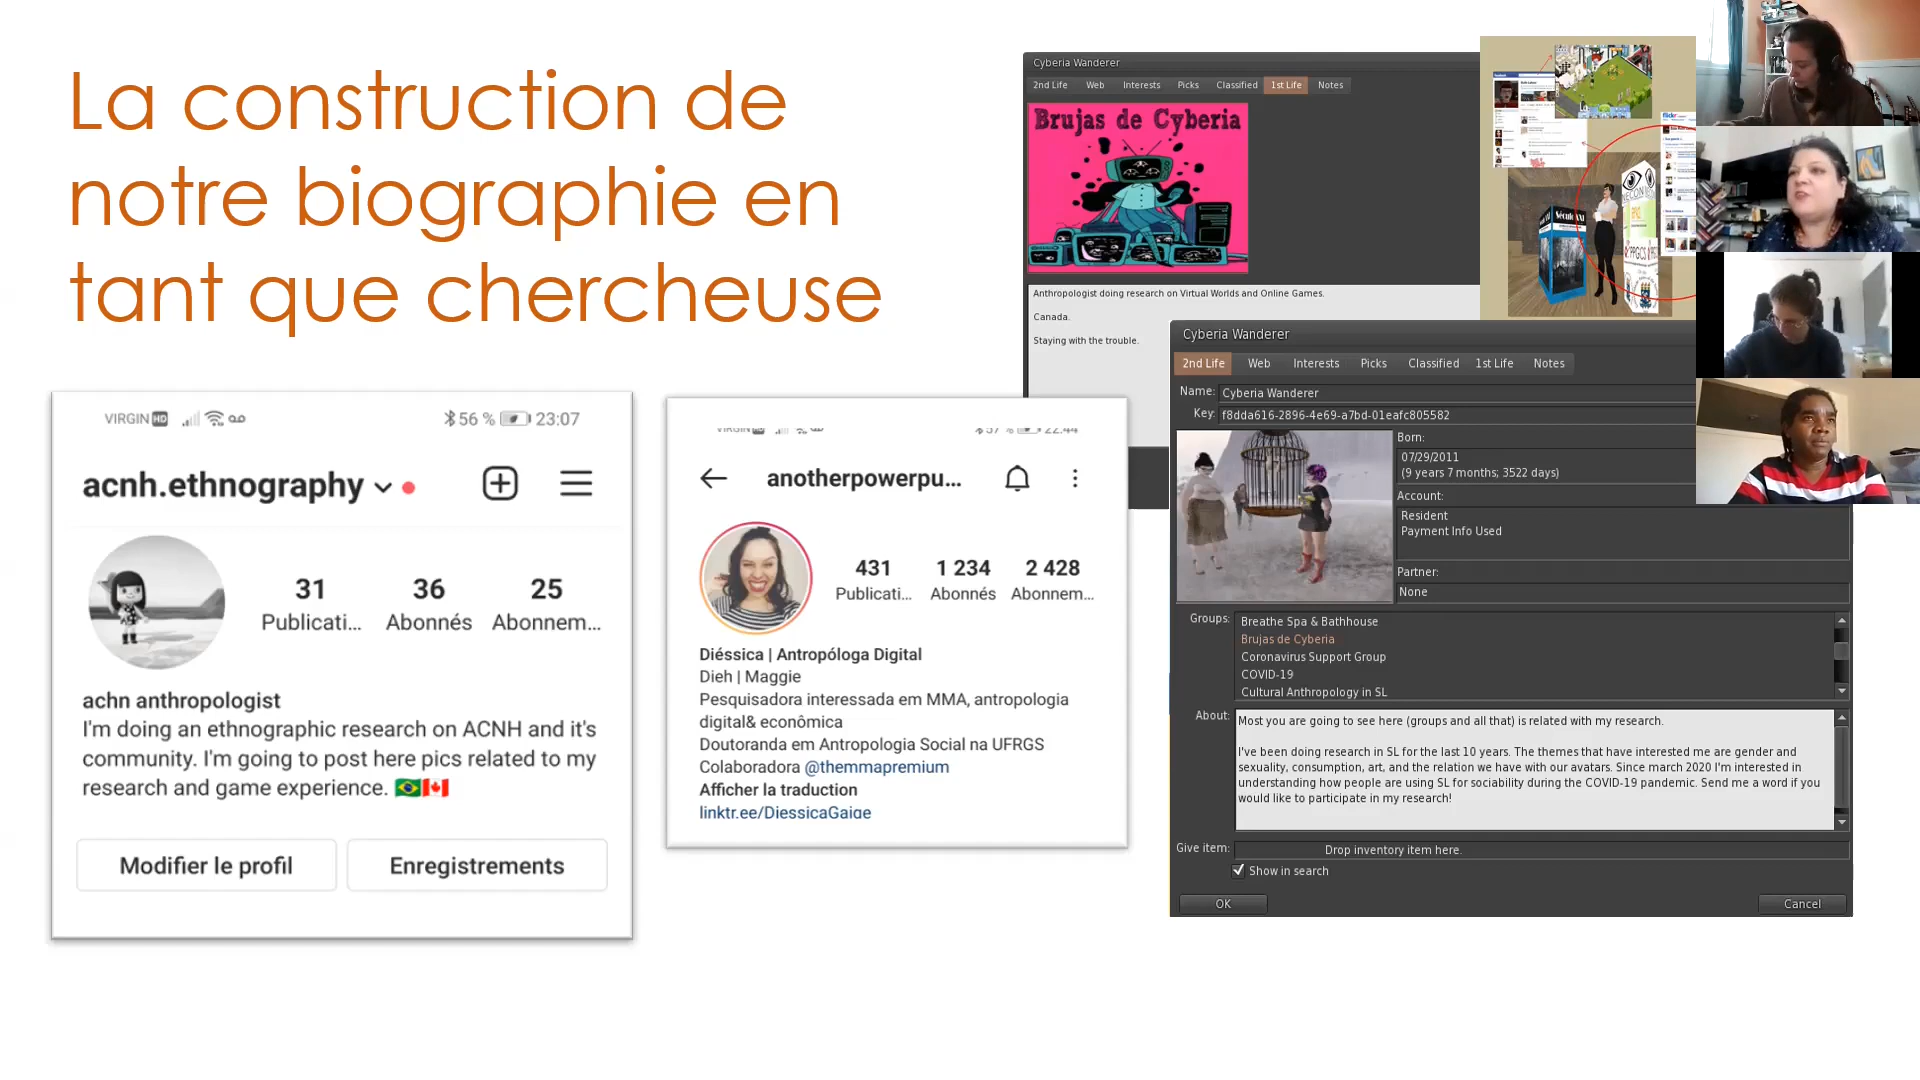 La construction de
notre biographie en
tant que chercheuse
VIRGIN HD
56 % 23:07
acnh.ethnography
31
36
25
Publicati...
Abonnés
Abonnem...
achn anthropologist
I'm doing an ethnographic research on ACNH and it's
community. I'm going to post here pics related to my
research and game experience. 🇧🇷🇨🇦
Modifier le profil
Enregistrements
anotherpowerpu...
431
1 234
2 428
Publicati...
Abonnés
Abonnem...
Diéssica | Antropóloga Digital
Dieh | Maggie
Pesquisadora interessada em MMA, antropologia
digital& econômica
Doutoranda em Antropologia Social na UFRGS
Colaboradora @themmapremium
Afficher la traduction
linktr.ee/DiessicaGaige
Cyberia Wanderer
2nd Life Web Interests Picks Classified 1st Life Notes
Brujas de Cyberia
Anthropologist doing research on Virtual Worlds and Online Games.
Canada.
Staying with the trouble.
flickr
Século XXI
PPGCS
Cyberia Wanderer
2nd Life Web Interests Picks Classified 1st Life Notes
Name: Cyberia Wanderer
Key: f8dda616-2896-4e69-a7bd-01eafc805582
Born:
07/29/2011
(9 years 7 months; 3522 days)
Account:
Resident
Payment Info Used
Partner:
None
Groups:
Breathe Spa & Bathhouse
Brujas de Cyberia
Coronavirus Support Group
COVID-19
Cultural Anthropology in SL
About:
Most you are going to see here (groups and all that) is related with my research.
I've been doing research in SL for the last 10 years. The themes that have interested me are gender and
sexuality, consumption, art, and the relation we have with our avatars. Since march 2020 I'm interested in
understanding how people are using SL for sociability during the COVID-19 pandemic. Send me a word if you
would like to participate in my research!
Give item: Drop inventory item here.
Show in search
OK
Cancel